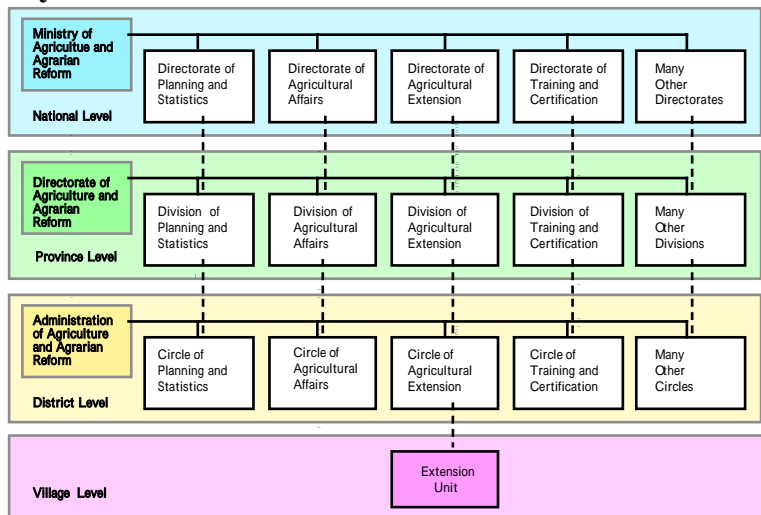 Ministry of
Agricultue and
Agrarian
Reform
National Level
Directorate of
Planning and
Statistics
Directorate of
Agricultural
Affairs
Directorate of
Agricultural
Extension
Directorate of
Training and
Certification
Many
Other
Directorates
Directorate of
Agriculture and
Agrarian
Reform
Province Level
Division of
Planning and
Statistics
Division of
Agricultural
Affairs
Division of
Agricultural
Extension
Division of
Training and
Certification
Many
Other
Divisions
Administration
of Agriculture
and Agrarian
Reform
District Level
Circle of
Planning and
Statistics
Circle of
Agricultural
Affairs
Circle of
Agricultural
Extension
Circle of
Training and
Certification
Many
Other
Circles
Village Level
Extension
Unit